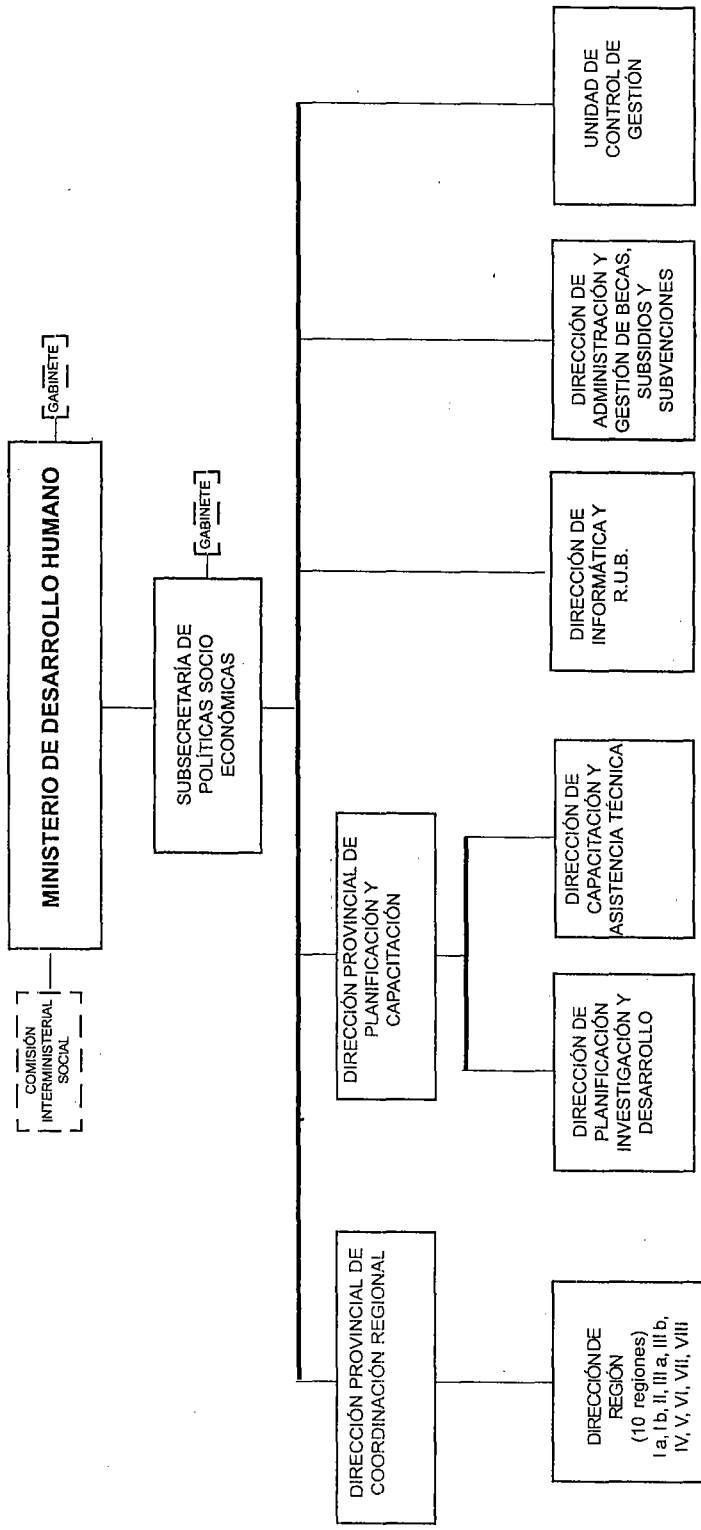 MINISTERIO DE DESARROLLO HUMANO
GABINETE
COMISIÓN
INTERMINISTERIAL
SOCIAL
SUBSECRETARÍA DE
POLÍTICAS SOCIO
ECONÓMICAS
GABINETE
DIRECCIÓN PROVINCIAL DE
COORDINACIÓN REGIONAL
DIRECCIÓN PROVINCIAL DE
PLANIFICACIÓN Y
CAPACITACIÓN
DIRECCIÓN DE
REGIÓN
(10 regiones)
I a, I b, II, III a, III b,
IV, V, VI, VII, VIII
DIRECCIÓN DE
PLANIFICACIÓN
INVESTIGACIÓN Y
DESARROLLO
DIRECCIÓN DE
CAPACITACIÓN Y
ASISTENCIA TÉCNICA
DIRECCIÓN DE
INFORMÁTICA Y
R.U.B.
DIRECCIÓN DE
ADMINISTRACIÓN Y
GESTIÓN DE BECAS,
SUBSIDIOS Y
SUBVENCIONES
UNIDAD DE
CONTROL DE
GESTIÓN